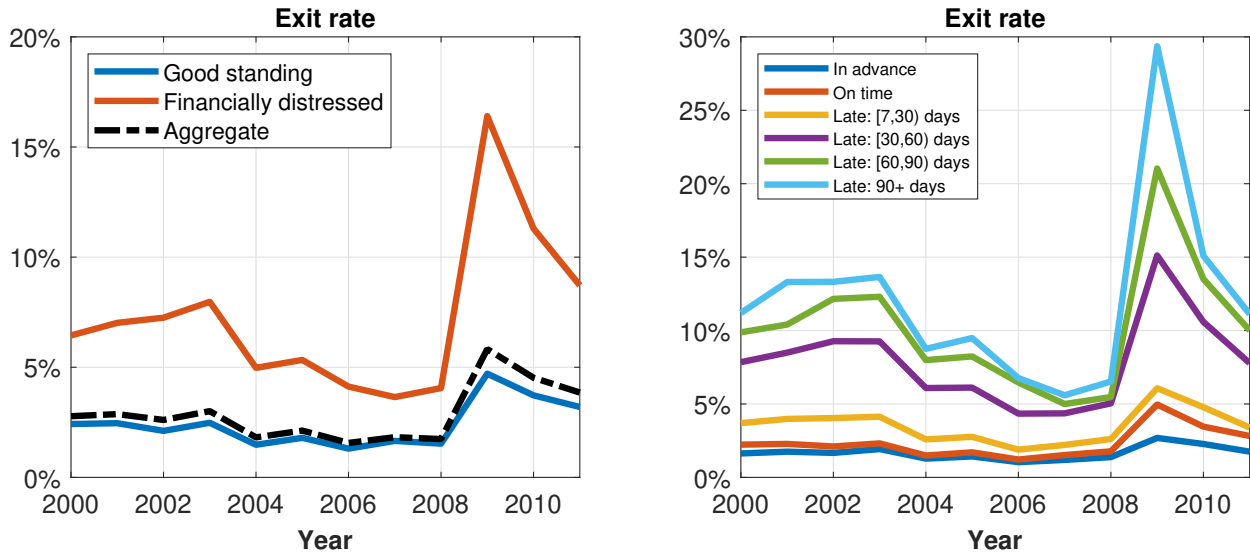 Exit rate
20%
15%
10%
5%
0%
Good standing
Financially distressed
Aggregate
2000 2002 2004 2006 2008 2010
Year
Exit rate
30%
25%
20%
15%
10%
5%
0%
In advance
On time
Late: [7,30) days
Late: [30,60) days
Late: [60,90) days
Late: 90+ days
2000 2002 2004 2006 2008 2010
Year